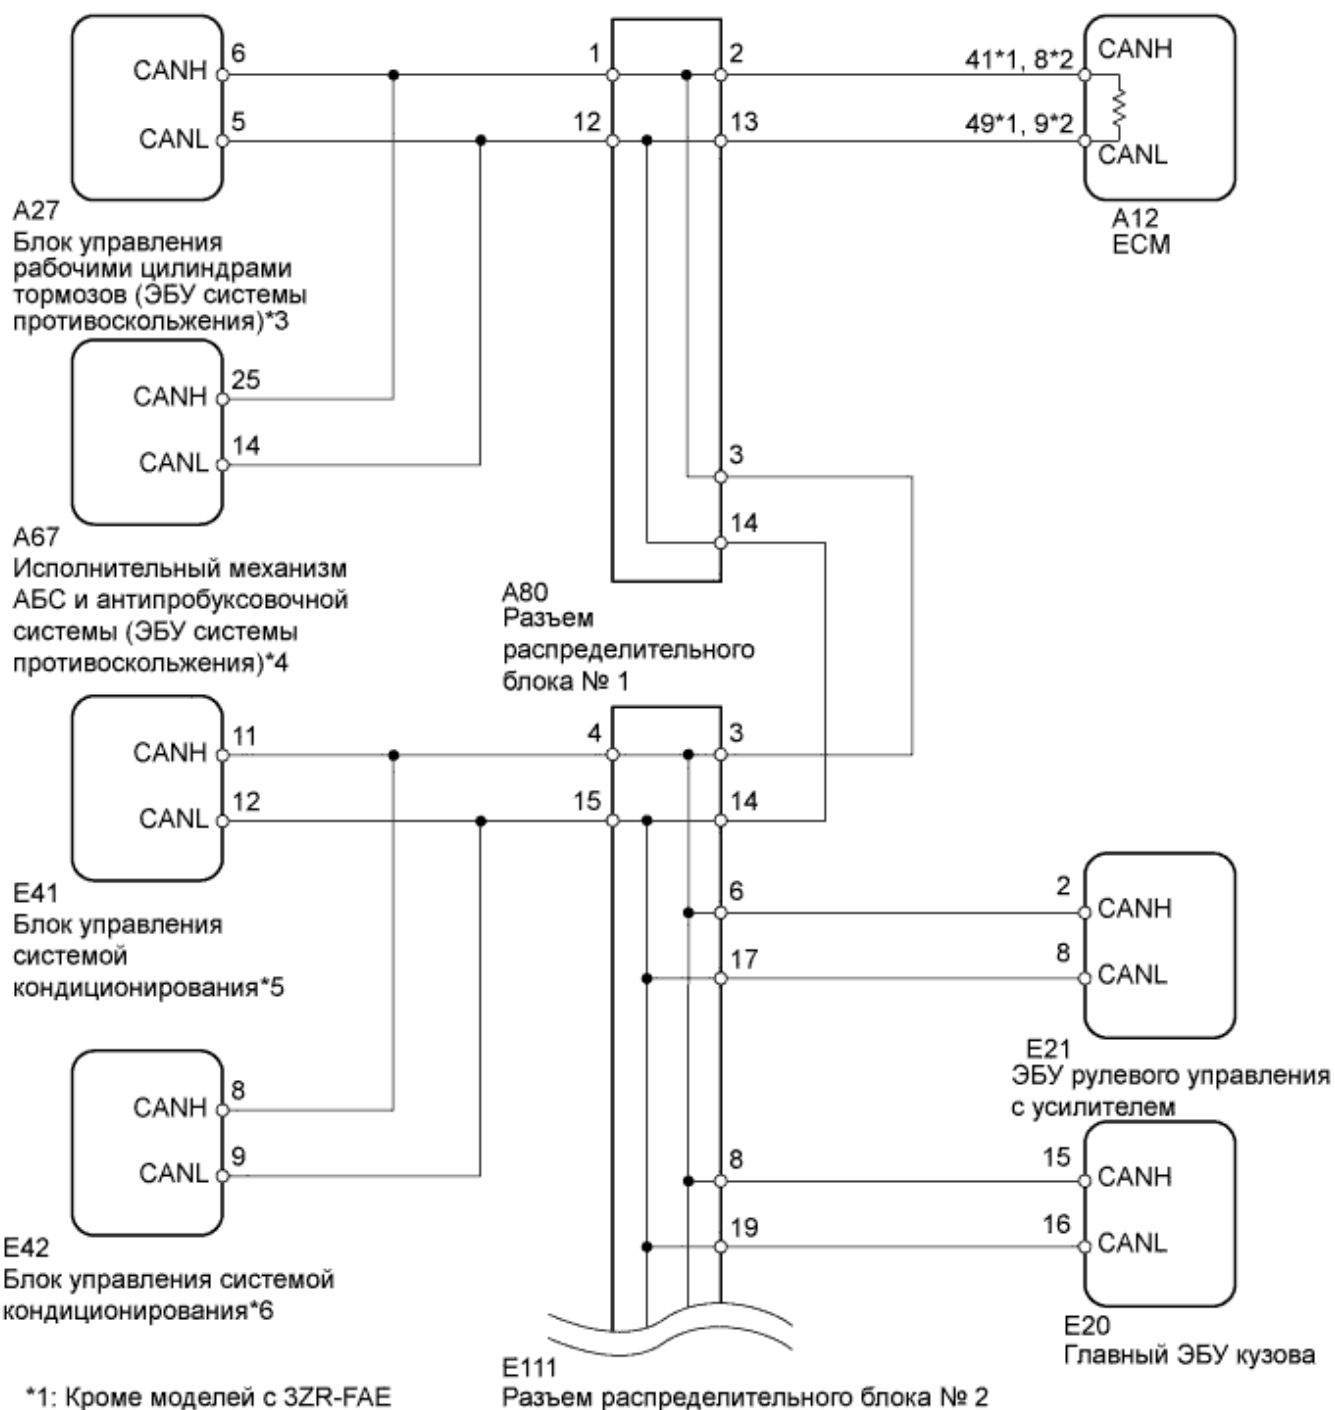 6
CANH
5
CANL
A27
Блок управления
рабочими цилиндрами
тормозов (ЭБУ системы
противоскольжения)*3
25
CANH
14
CANL
A67
Исполнительный механизм
АБС и антипробуксовочной
системы (ЭБУ системы
противоскольжения)*4
1
2
12
13
3
14
A80
Разъем
распределительного
блока № 1
41*1, 8*2
CANH
49*1, 9*2
CANL
A12
ECM
11
CANH
12
CANL
E41
Блок управления
системой
кондиционирования*5
8
CANH
9
CANL
E42
Блок управления системой
кондиционирования*6
4
3
15
14
6
17
8
19
E111
Разъем распределительного блока № 2
2
CANH
8
CANL
E21
ЭБУ рулевого управления
с усилителем
15
CANH
16
CANL
E20
Главный ЭБУ кузова
*1: Кроме моделей с 3ZR-FAE